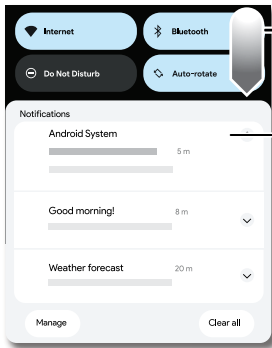 Internet
Bluetooth
Do Not Disturb
Auto-rotate
Notifications
Android System
5 m
Good morning!
8 m
Weather forecast
20 m
Manage
Clear all